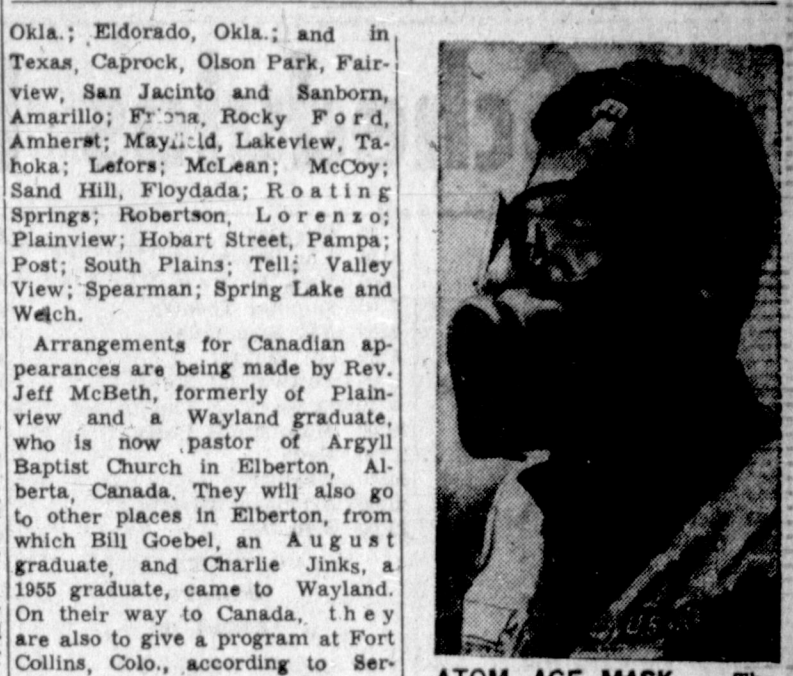 Okla.; Eldorado, Okla.; and in
Texas, Caprock, Olson Park, Fair-
view, San Jacinto and Sanborn,
Amarillo; Friona, Rocky Ford,
Amherst; Mayfield, Lakeview, Ta-
hoka; Lefors; McLean; McCoy;
Sand Hill, Floydada; Roating
Springs; Robertson, Lorenzo;
Plainview; Hobart Street, Pampa;
Post; South Plains; Tell; Valley
View; Spearman; Spring Lake and
Welch.
Arrangements for Canadian ap-
pearances are being made by Rev.
Jeff McBeth, formerly of Plain-
view and a Wayland graduate,
who is now pastor of Argyll
Baptist Church in Elberton, Al-
berta, Canada. They will also go
to other places in Elberton, from
which Bill Goebel, an August
graduate, and Charlie Jinks, a
1955 graduate, came to Wayland.
On their way to Canada, they
are also to give a program at Fort
Collins, Colo., according to Ser-
ATOM AGE MASK